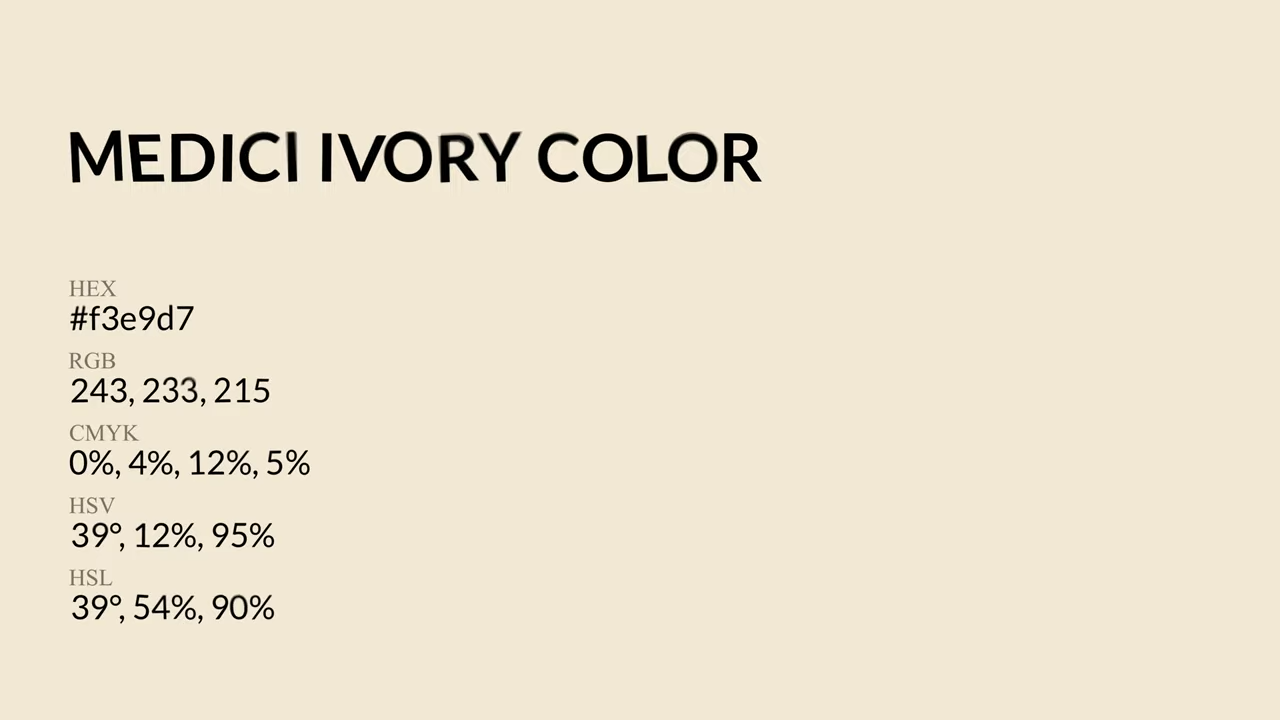 MEDICI IVORY COLOR
HEX
#f3e9d7
RGB
243, 233, 215
CMYK
0%, 4%, 12%, 5%
HSV
39°, 12%, 95%
HSL
39°, 54%, 90%